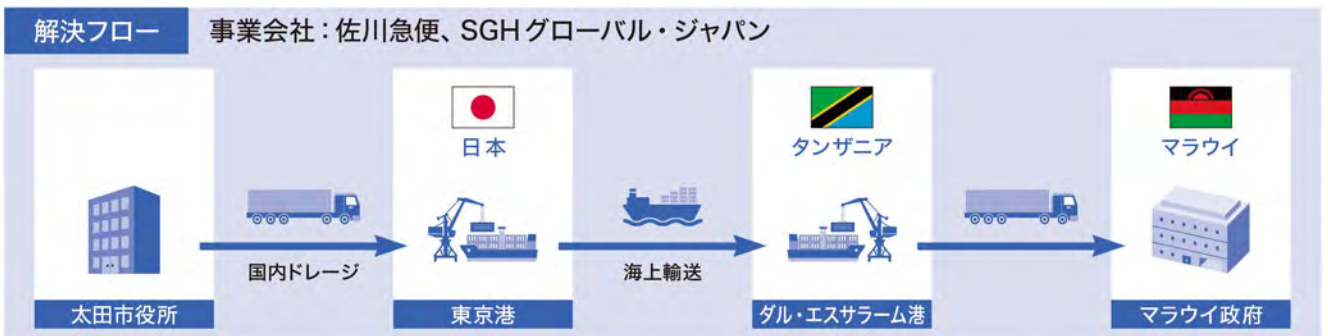 解決フロー
事業会社：佐川急便、SGHグローバル・ジャパン
日本
タンザニア
マラウイ
国内ドレージ
海上輸送
太田市役所
東京港
ダル・エスサラーム港
マラウイ政府